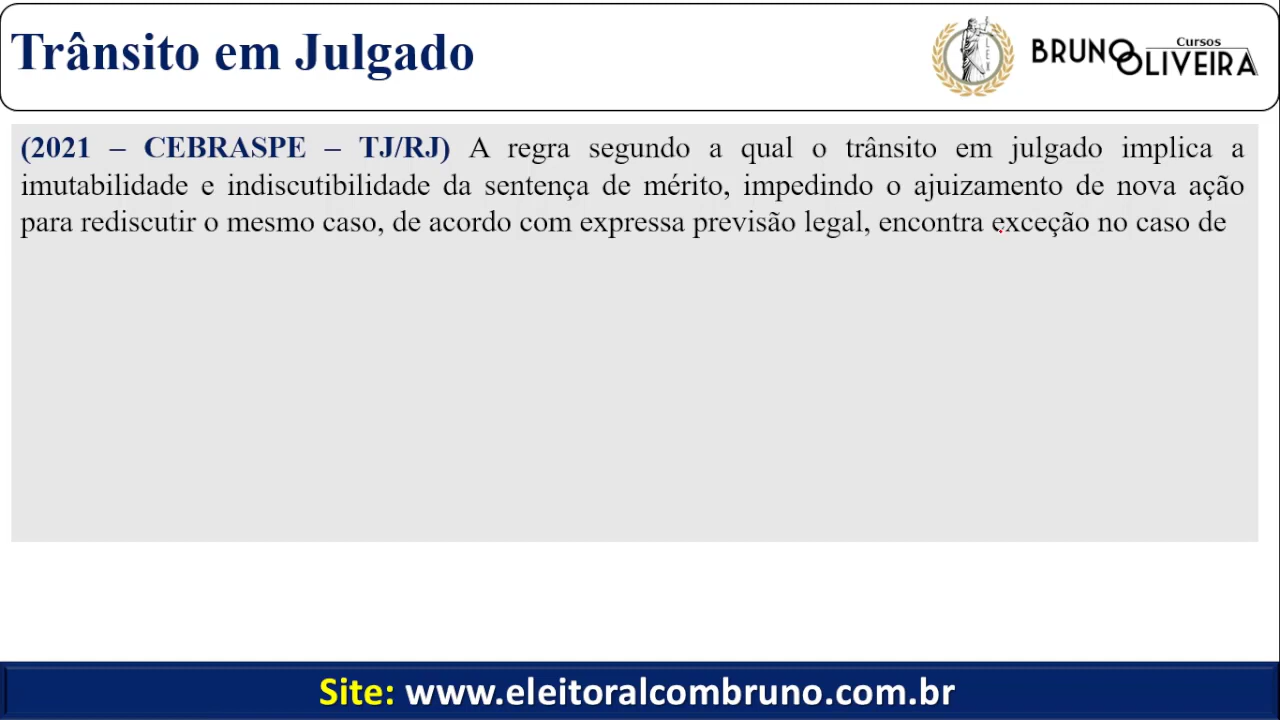 Trânsito em Julgado
Cursos
BRUNO
OLIVEIRA
LEX
(2021 – CEBRASPE – TJ/RJ) A regra segundo a qual o trânsito em julgado implica a
imutabilidade e indiscutibilidade da sentença de mérito, impedindo o ajuizamento de nova ação
para rediscutir o mesmo caso, de acordo com expressa previsão legal, encontra exceção no caso de
Site: www.eleitoralcombruno.com.br